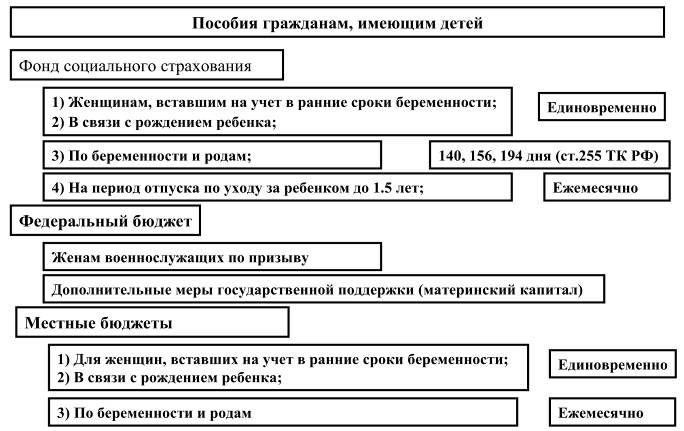 Пособия гражданам, имеющим детей
Фонд социального страхования
1) Женщинам, вставшим на учет в ранние сроки беременности;
2) В связи с рождением ребенка;
Единовременно
3) По беременности и родам;
140, 156, 194 дня (ст.255 ТК РФ)
4) На период отпуска по уходу за ребенком до 1.5 лет;
Ежемесячно
Федеральный бюджет
Женам военнослужащих по призыву
Дополнительные меры государственной поддержки (материнский капитал)
Местные бюджеты
1) Для женщин, вставших на учет в ранние сроки беременности;
2) В связи с рождением ребенка;
Единовременно
3) По беременности и родам
Ежемесячно